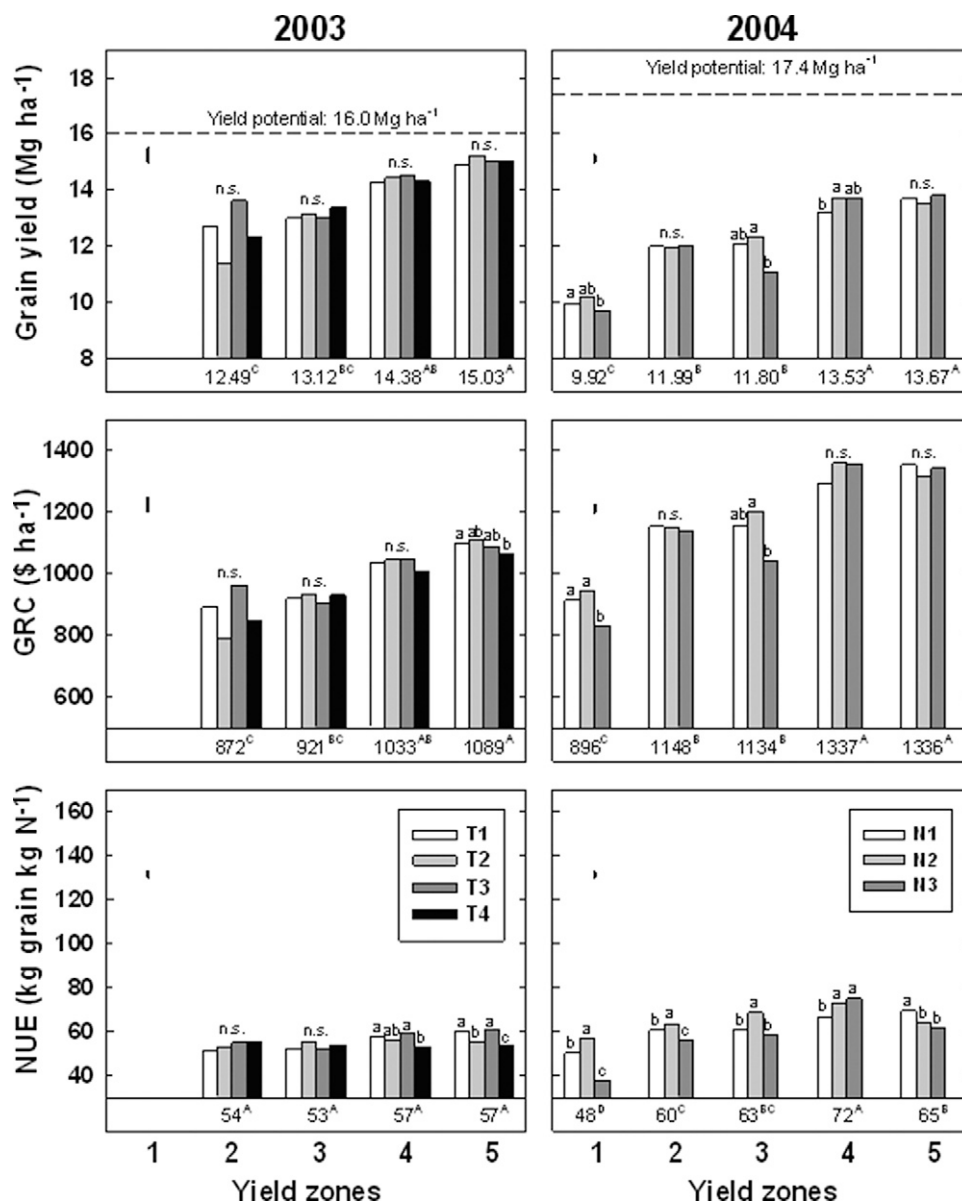 2003 2004
Grain yield (Mg ha⁻¹)
18
16
14
12
10
8
Yield potential: 16.0 Mg ha⁻¹
n.s. n.s. n.s. n.s.
12.49ᶜ 13.12ᴮᶜ 14.38ᴬᴮ 15.03ᴬ
Yield potential: 17.4 Mg ha⁻¹
a ab b n.s. ab a b b a ab n.s.
9.92ᶜ 11.99ᴮ 11.80ᴮ 13.53ᴬ 13.67ᴬ
GRC ($ ha⁻¹)
1400
1200
1000
800
600
n.s. n.s. n.s. a ab ab b
872ᶜ 921ᴮᶜ 1033ᴬᴮ 1089ᴬ
a a b n.s. ab a b n.s. n.s.
896ᶜ 1148ᴮ 1134ᴮ 1337ᴬ 1336ᴬ
NUE (kg grain kg N⁻¹)
160
140
120
100
80
60
40
T1
T2
T3
T4
n.s. n.s. a ab a b a b a c
54ᴬ 53ᴬ 57ᴬ 57ᴬ
N1
N2
N3
b a c b a c b a b b a a a b b
48ᴰ 60ᶜ 63ᴮᶜ 72ᴬ 65ᴮ
1 2 3 4 5
Yield zones
1 2 3 4 5
Yield zones